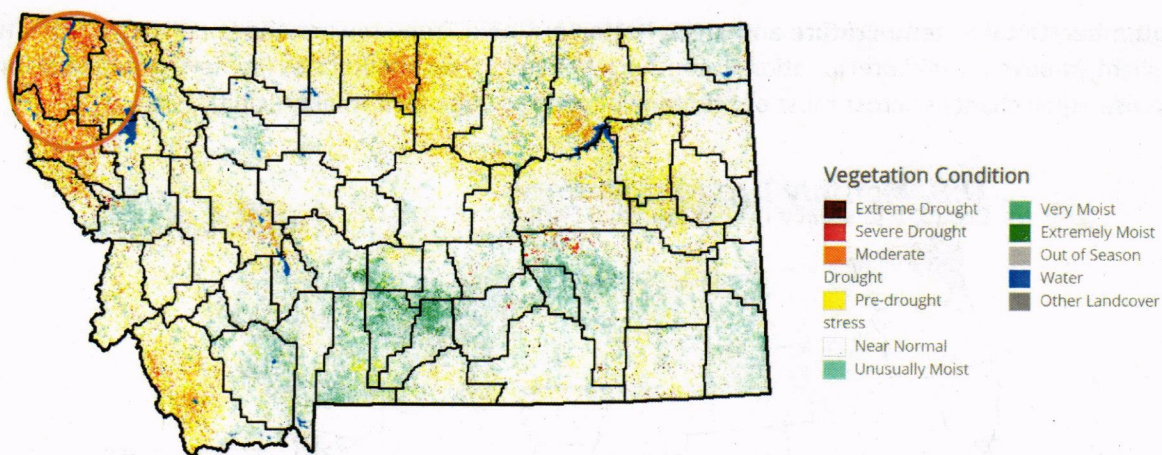 Vegetation Condition
Extreme Drought
Severe Drought
Moderate
Drought
Pre-drought
stress
Near Normal
Unusually Moist
Very Moist
Extremely Moist
Out of Season
Water
Other Landcover